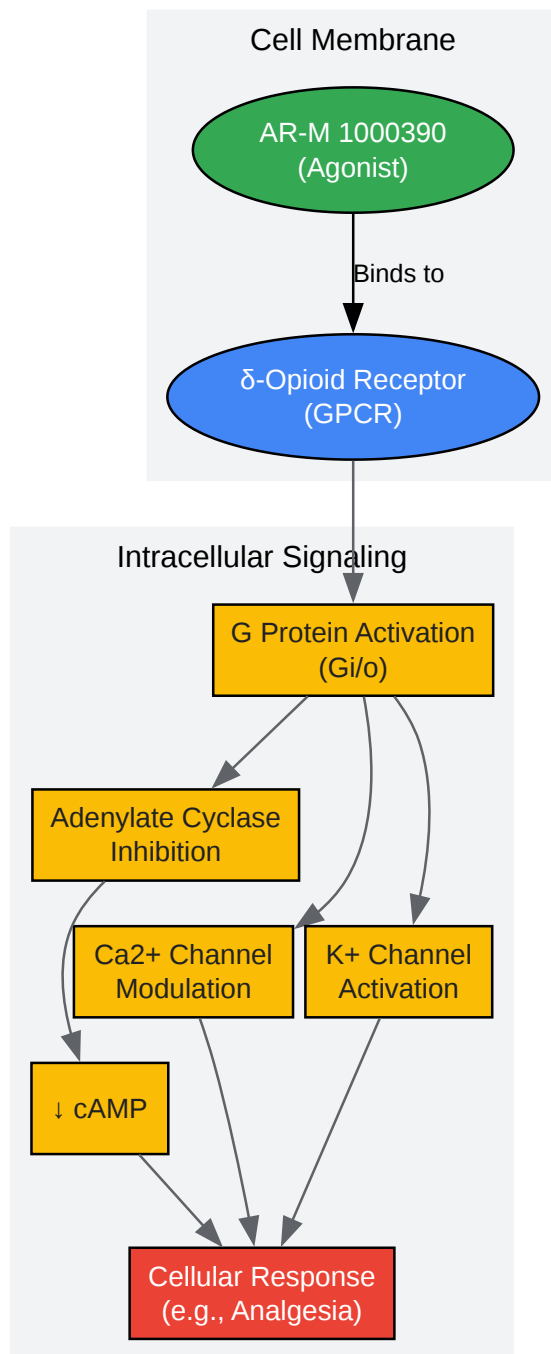 Cell Membrane
AR-M 1000390
(Agonist)
Binds to
δ-Opioid Receptor
(GPCR)
Intracellular Signaling
G Protein Activation
(Gi/o)
Adenylate Cyclase
Inhibition
Ca2+ Channel
Modulation
K+ Channel
Activation
↓ cAMP
Cellular Response
(e.g., Analgesia)